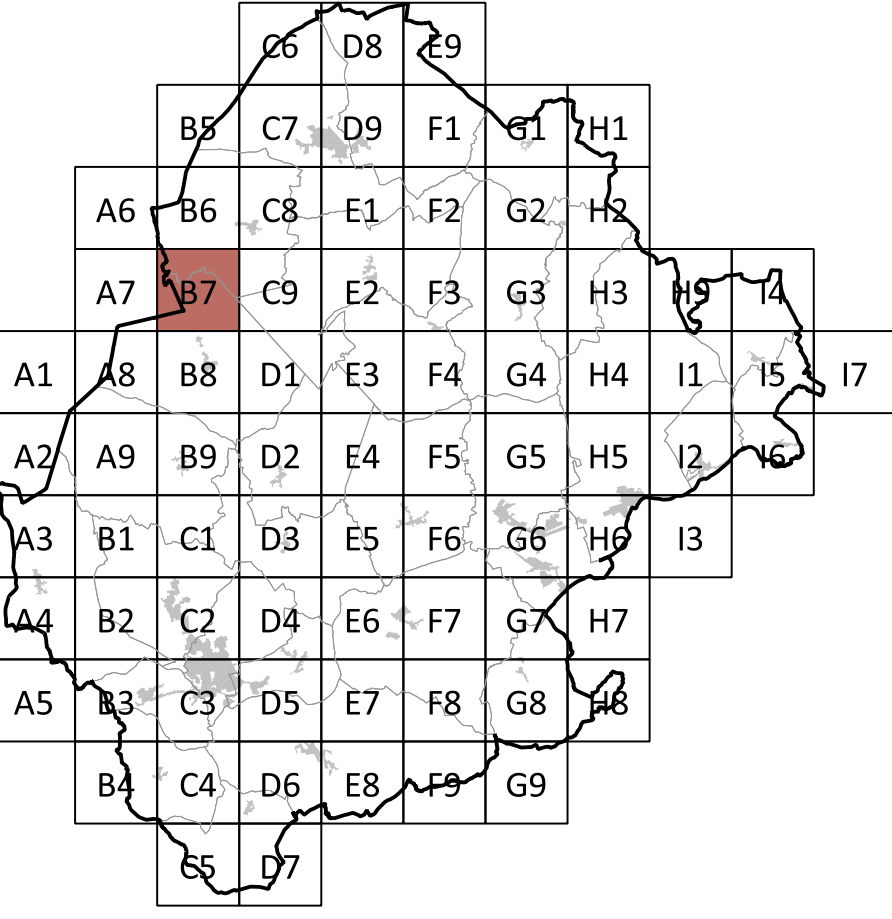 C6 D8 E9
B5 C7 D9 F1 G1 H1
A6 B6 C8 E1 F2 G2 H2
A7 B7 C9 E2 F3 G3 H3 H9 I4
A1 A8 B8 D1 E3 F4 G4 H4 I1 I5 I7
A2 A9 B9 D2 E4 F5 G5 H5 I2 I6
A3 B1 C1 D3 E5 F6 G6 H6 I3
A4 B2 C2 D4 E6 F7 G7 H7
A5 B3 C3 D5 E7 F8 G8 H8
B4 C4 D6 E8 F9 G9
C5 D7